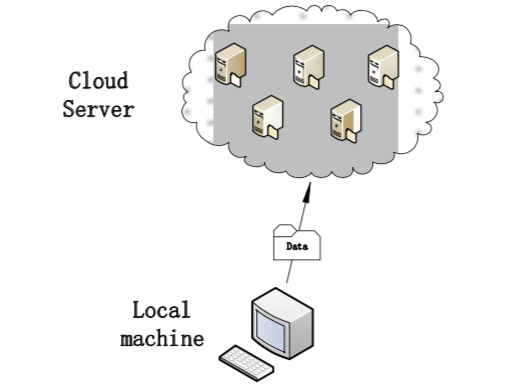 Cloud
Server
Data
Local
machine